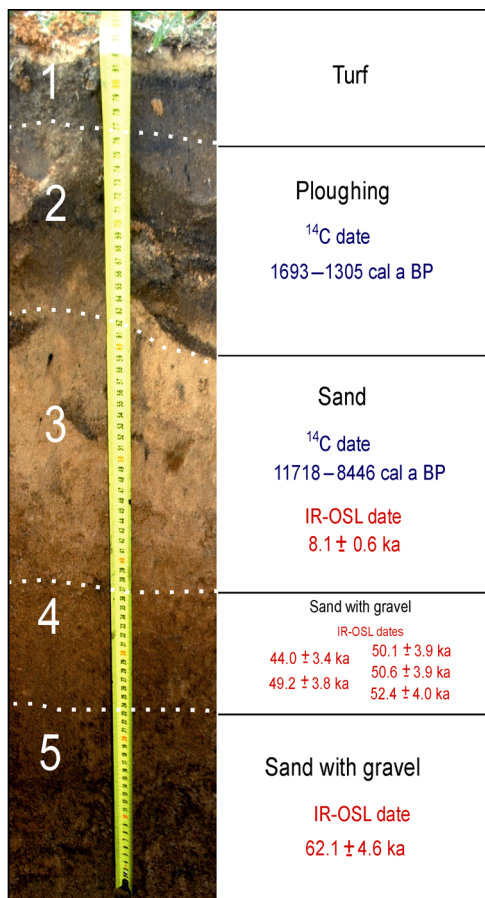 1
Turf
2
Ploughing
¹⁴C date
1693–1305 cal a BP
3
Sand
¹⁴C date
11718–8446 cal a BP
IR-OSL date
8.1 ± 0.6 ka
4
Sand with gravel
IR-OSL dates
44.0 ± 3.4 ka
49.2 ± 3.8 ka
50.1 ± 3.9 ka
50.6 ± 3.9 ka
52.4 ± 4.0 ka
5
Sand with gravel
IR-OSL date
62.1 ± 4.6 ka